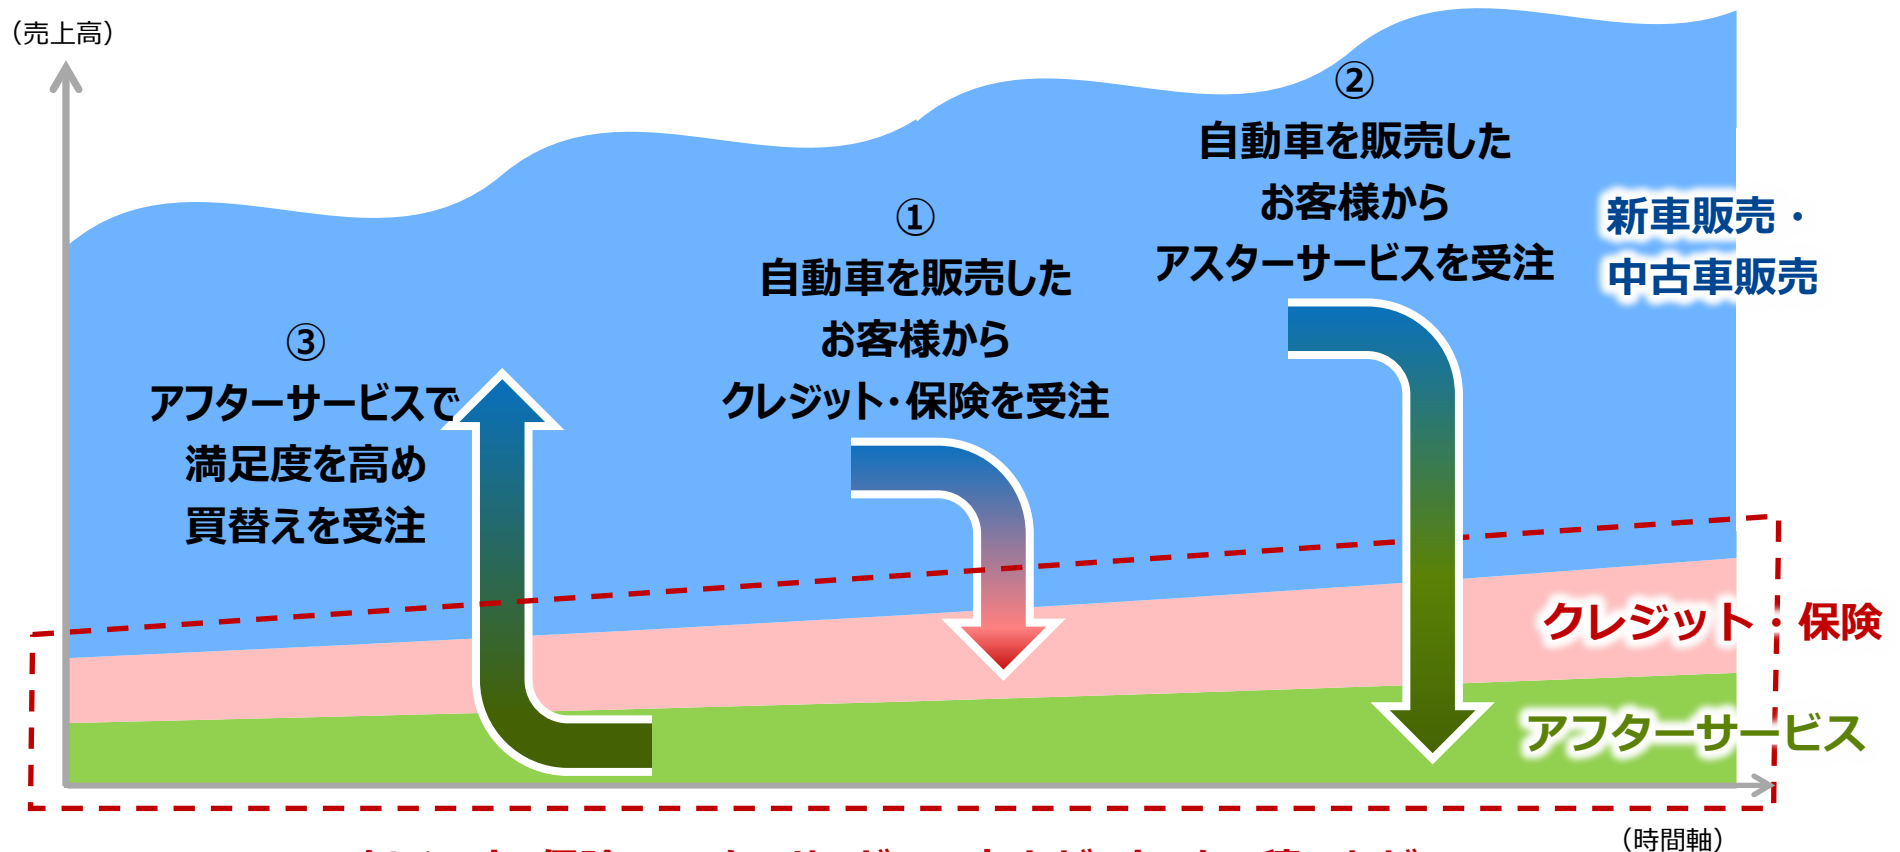 （売上高）
②
自動車を販売した
お客様から
アスターサービスを受注
新車販売・
中古車販売
①
自動車を販売した
お客様から
クレジット・保険を受注
③
アフターサービスで
満足度を高め
買替えを受注
クレジット・保険
アフターサービス
（時間軸）